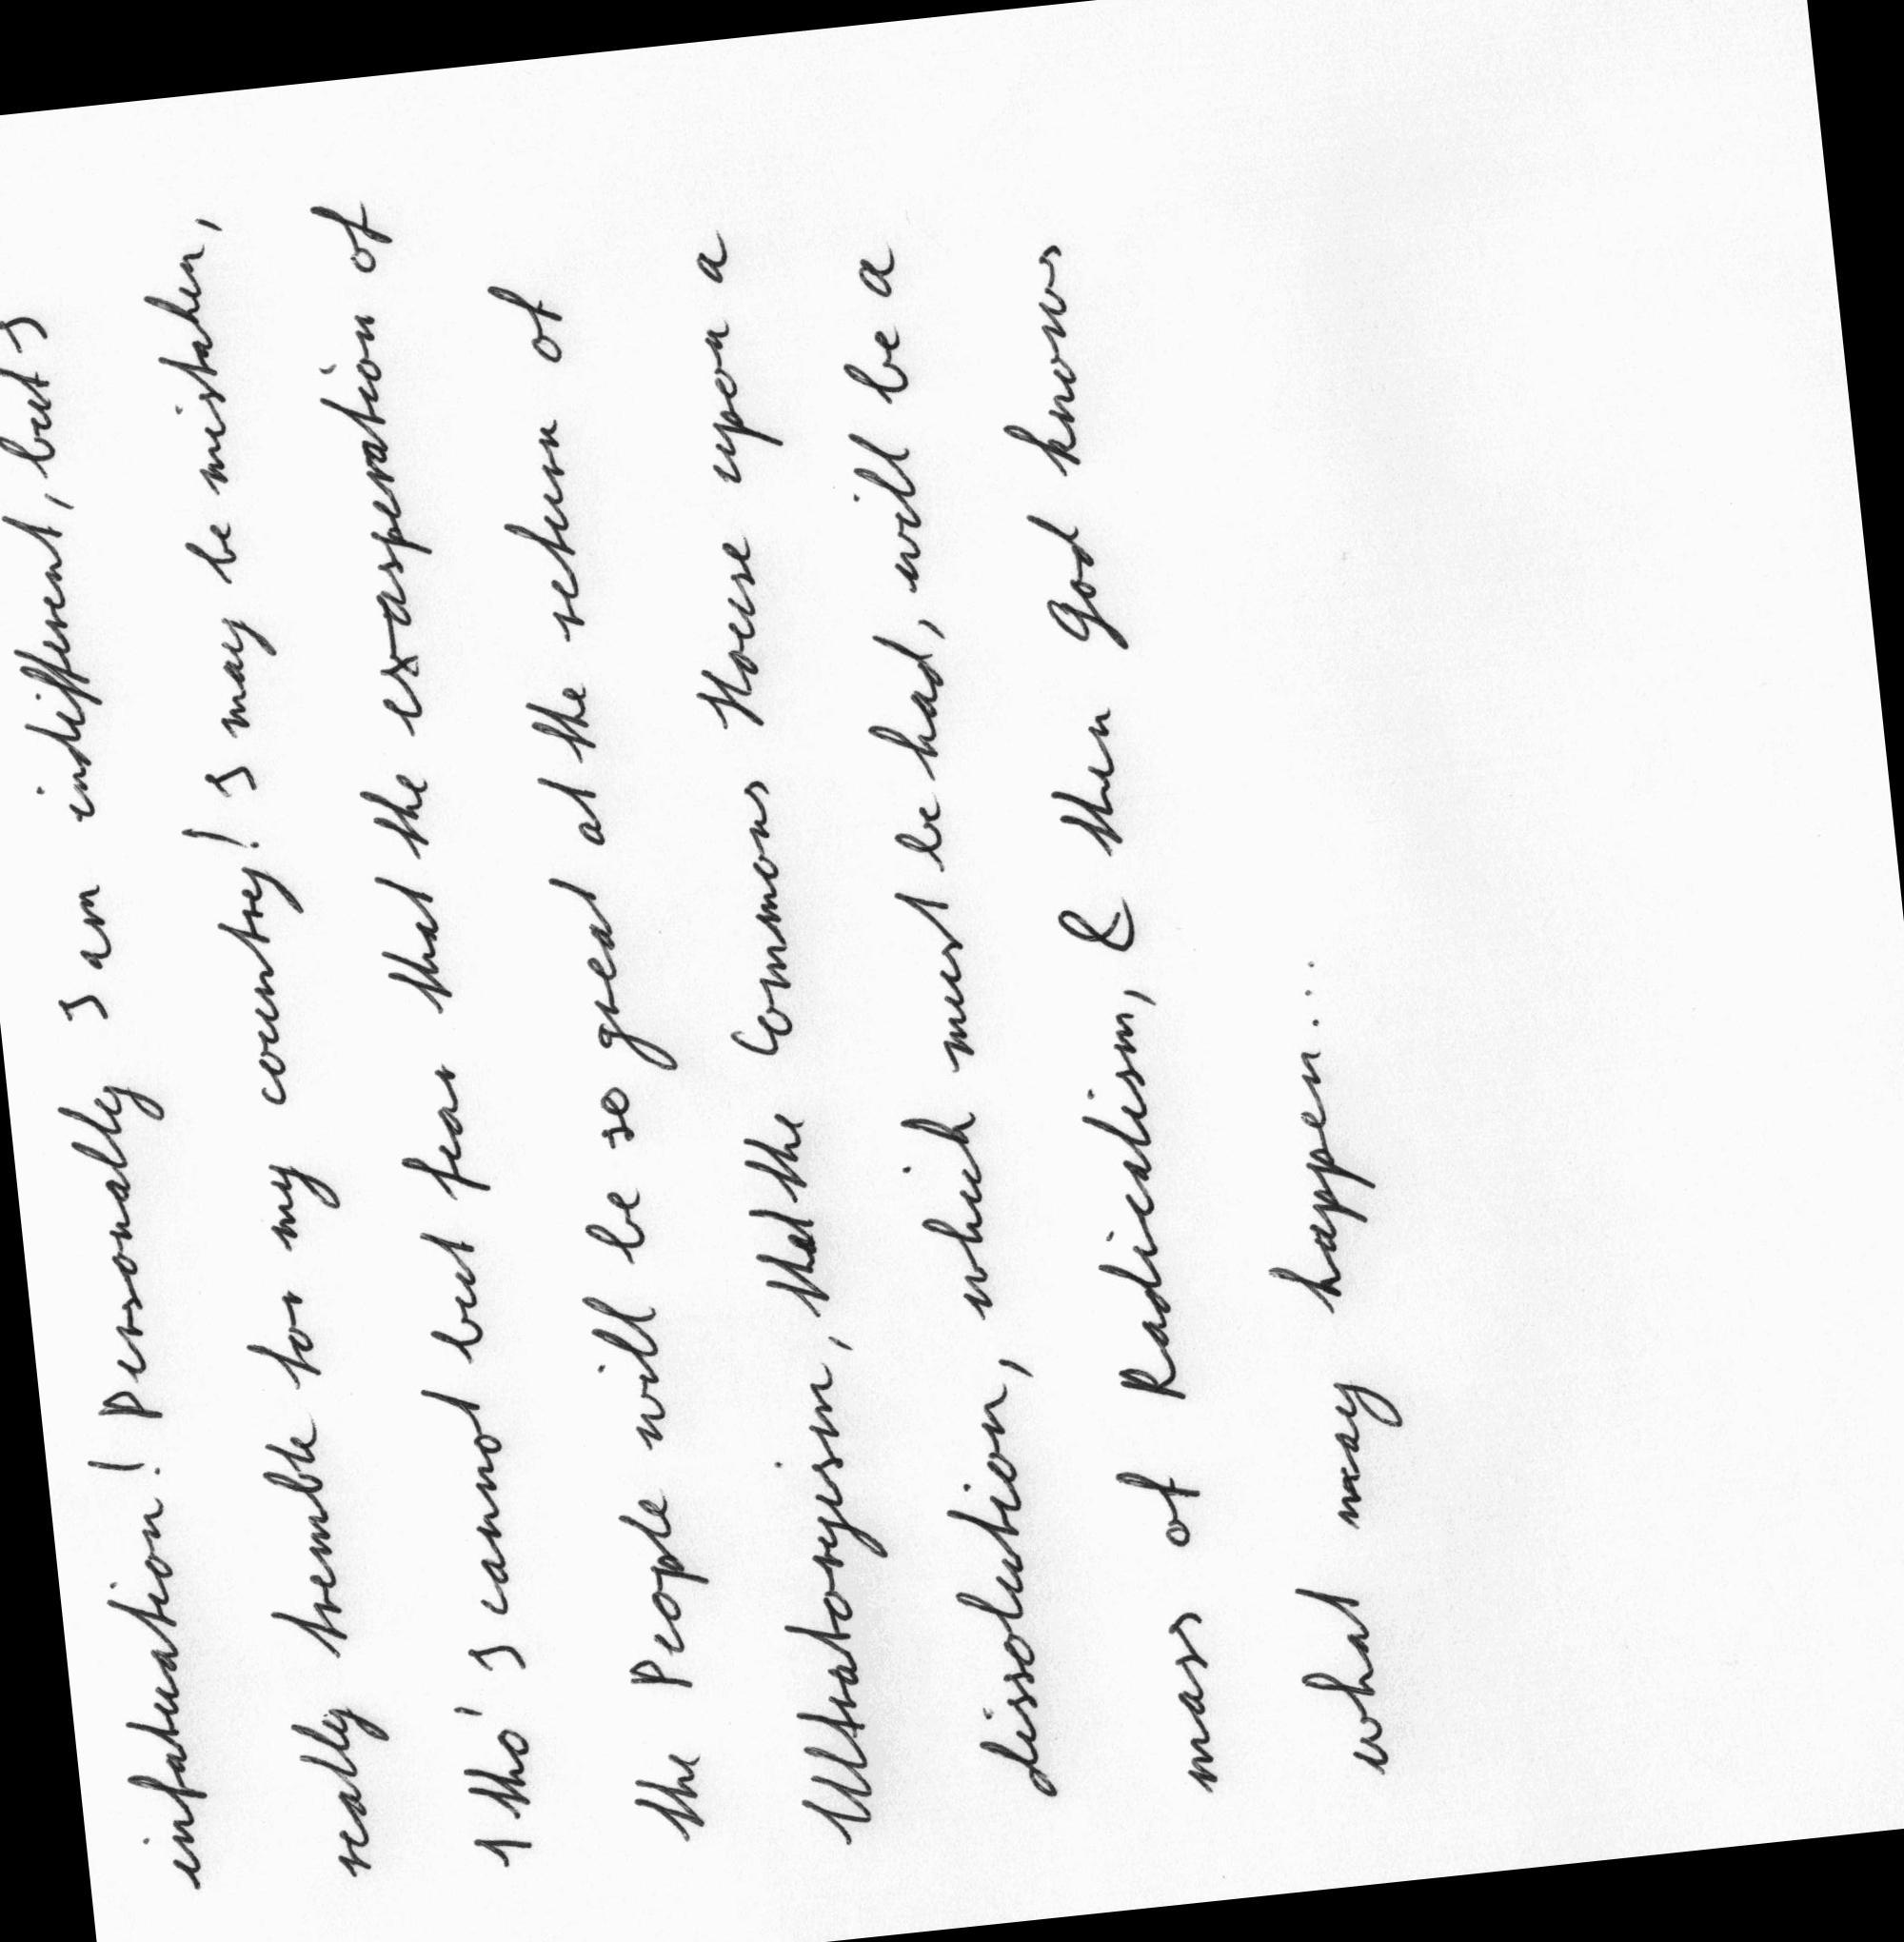 infatuation! Personally I am indifferent, but I
really tremble for my country! I may be mistaken,
tho' I cannot but fear that the exasperation of
the People will be so great at the return of
Ultratoryism, that the Commons House upon a
dissolution, which must be had, will be a
mass of Radicalism, & then God knows
what may happen...